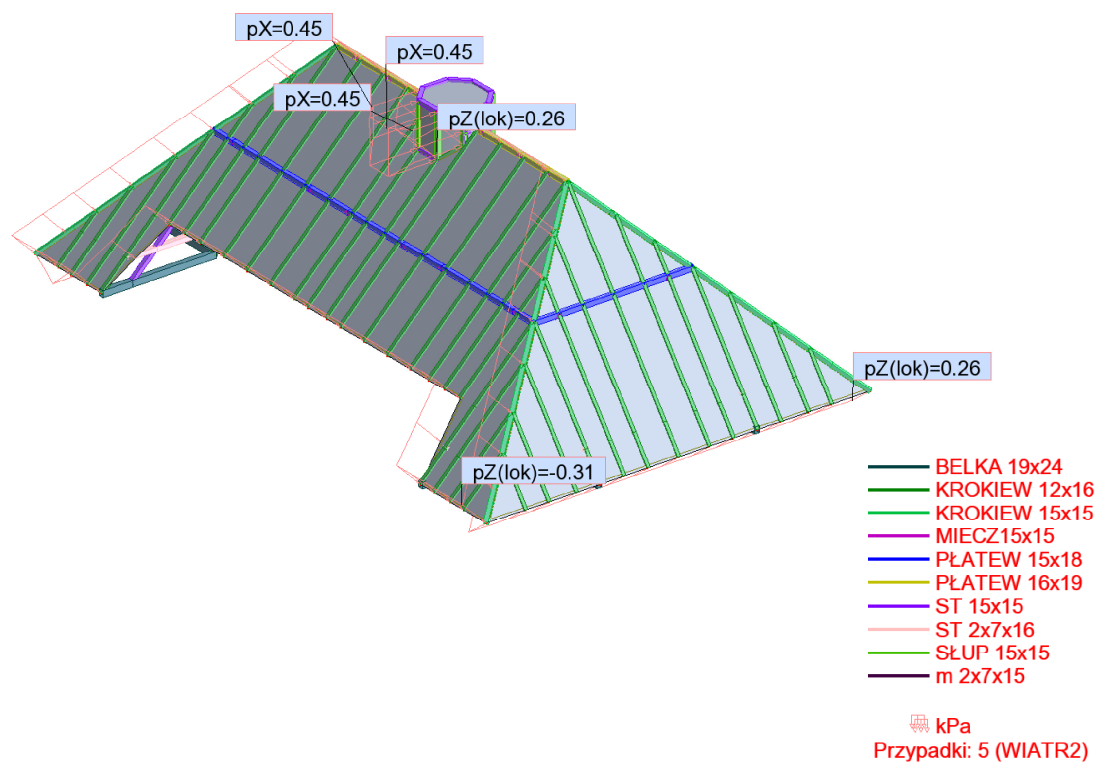 pX=0.45
pX=0.45
pX=0.45
pZ(lok)=0.26
pZ(lok)=0.26
pZ(lok)=-0.31
BELKA 19x24
KROKIEW 12x16
KROKIEW 15x15
MIECZ15x15
PŁATEW 15x18
PŁATEW 16x19
ST 15x15
ST 2x7x16
SŁUP 15x15
m 2x7x15
kPa
Przypadki: 5 (WIATR2)